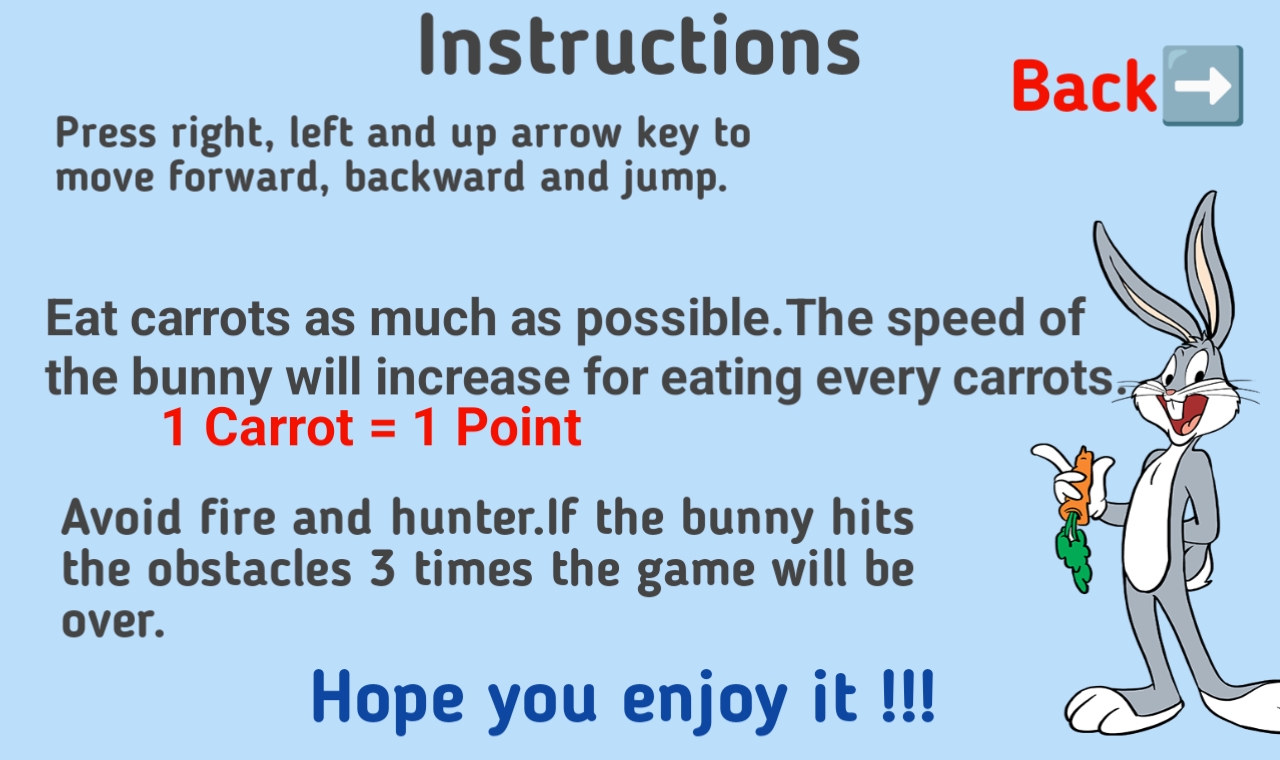 Instructions
Back
Press right, left and up arrow key to
move forward, backward and jump.
Eat carrots as much as possible.The speed of
the bunny will increase for eating every carrots.
1 Carrot = 1 Point
Avoid fire and hunter.If the bunny hits
the obstacles 3 times the game will be
over.
Hope you enjoy it !!!